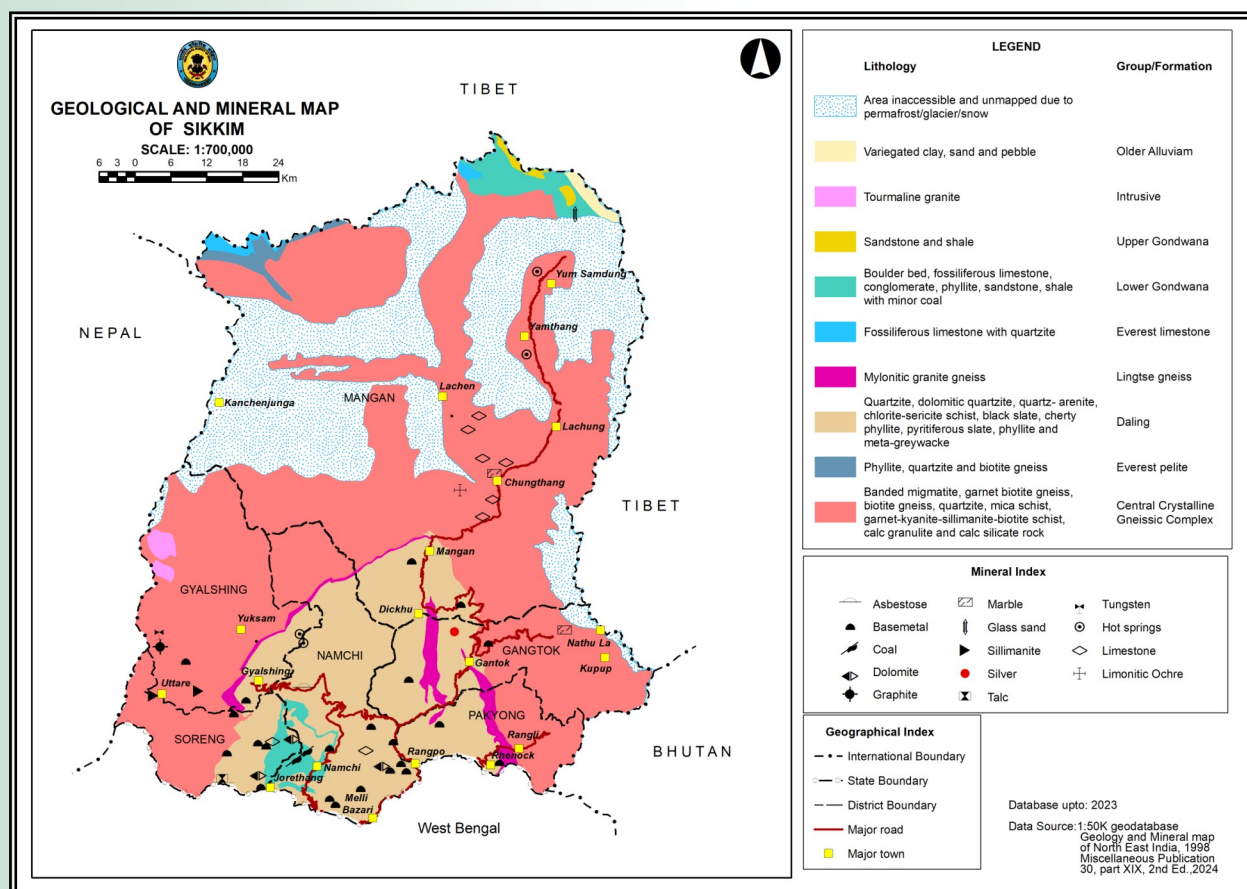 GEOLOGICAL AND MINERAL MAP
OF SIKKIM
SCALE: 1:700,000
6 3 0 6 12 18 24
Km
TIBET
NEPAL
TIBET
BHUTAN
West Bengal
Yum Samdung
Yamthang
Lachen
MANGAN
Kanchenjunga
Lachung
Chungthang
Mangan
GYALSHING
Yuksam
Dickhu
NAMCHI
GANGTOK
Nathu La
Kupup
Gantok
Gyalshing
Uttare
PAKYONG
SORENG
Rangli
Rangpo
Rhenock
Namchi
Jorethang
Melli
Bazari
LEGEND
Lithology
Group/Formation
Area inaccessible and unmapped due to
permafrost/glacier/snow
Variegated clay, sand and pebble
Older Alluviam
Tourmaline granite
Intrusive
Sandstone and shale
Upper Gondwana
Boulder bed, fossiliferous limestone,
conglomerate, phyllite, sandstone, shale
with minor coal
Lower Gondwana
Fossiliferous limestone with quartzite
Everest limestone
Mylonitic granite gneiss
Lingtse gneiss
Quartzite, dolomitic quartzite, quartz- arenite,
chlorite-sericite schist, black slate, cherty
phyllite, pyritiferous slate, phyllite and
meta-greywacke
Daling
Phyllite, quartzite and biotite gneiss
Everest pelite
Banded migmatite, garnet biotite gneiss,
biotite gneiss, quartzite, mica schist,
garnet-kyanite-sillimanite-biotite schist,
calc granulite and calc silicate rock
Central Crystalline
Gneissic Complex
Mineral Index
Asbestose
Basemetal
Coal
Dolomite
Graphite
Marble
Glass sand
Sillimanite
Silver
Talc
Tungsten
Hot springs
Limestone
Limonitic Ochre
Geographical Index
International Boundary
State Boundary
District Boundary
Major road
Major town
Database upto: 2023
Data Source:1:50K geodatabase
Geology and Mineral map
of North East India, 1998
Miscellaneous Publication
30, part XIX, 2nd Ed.,2024